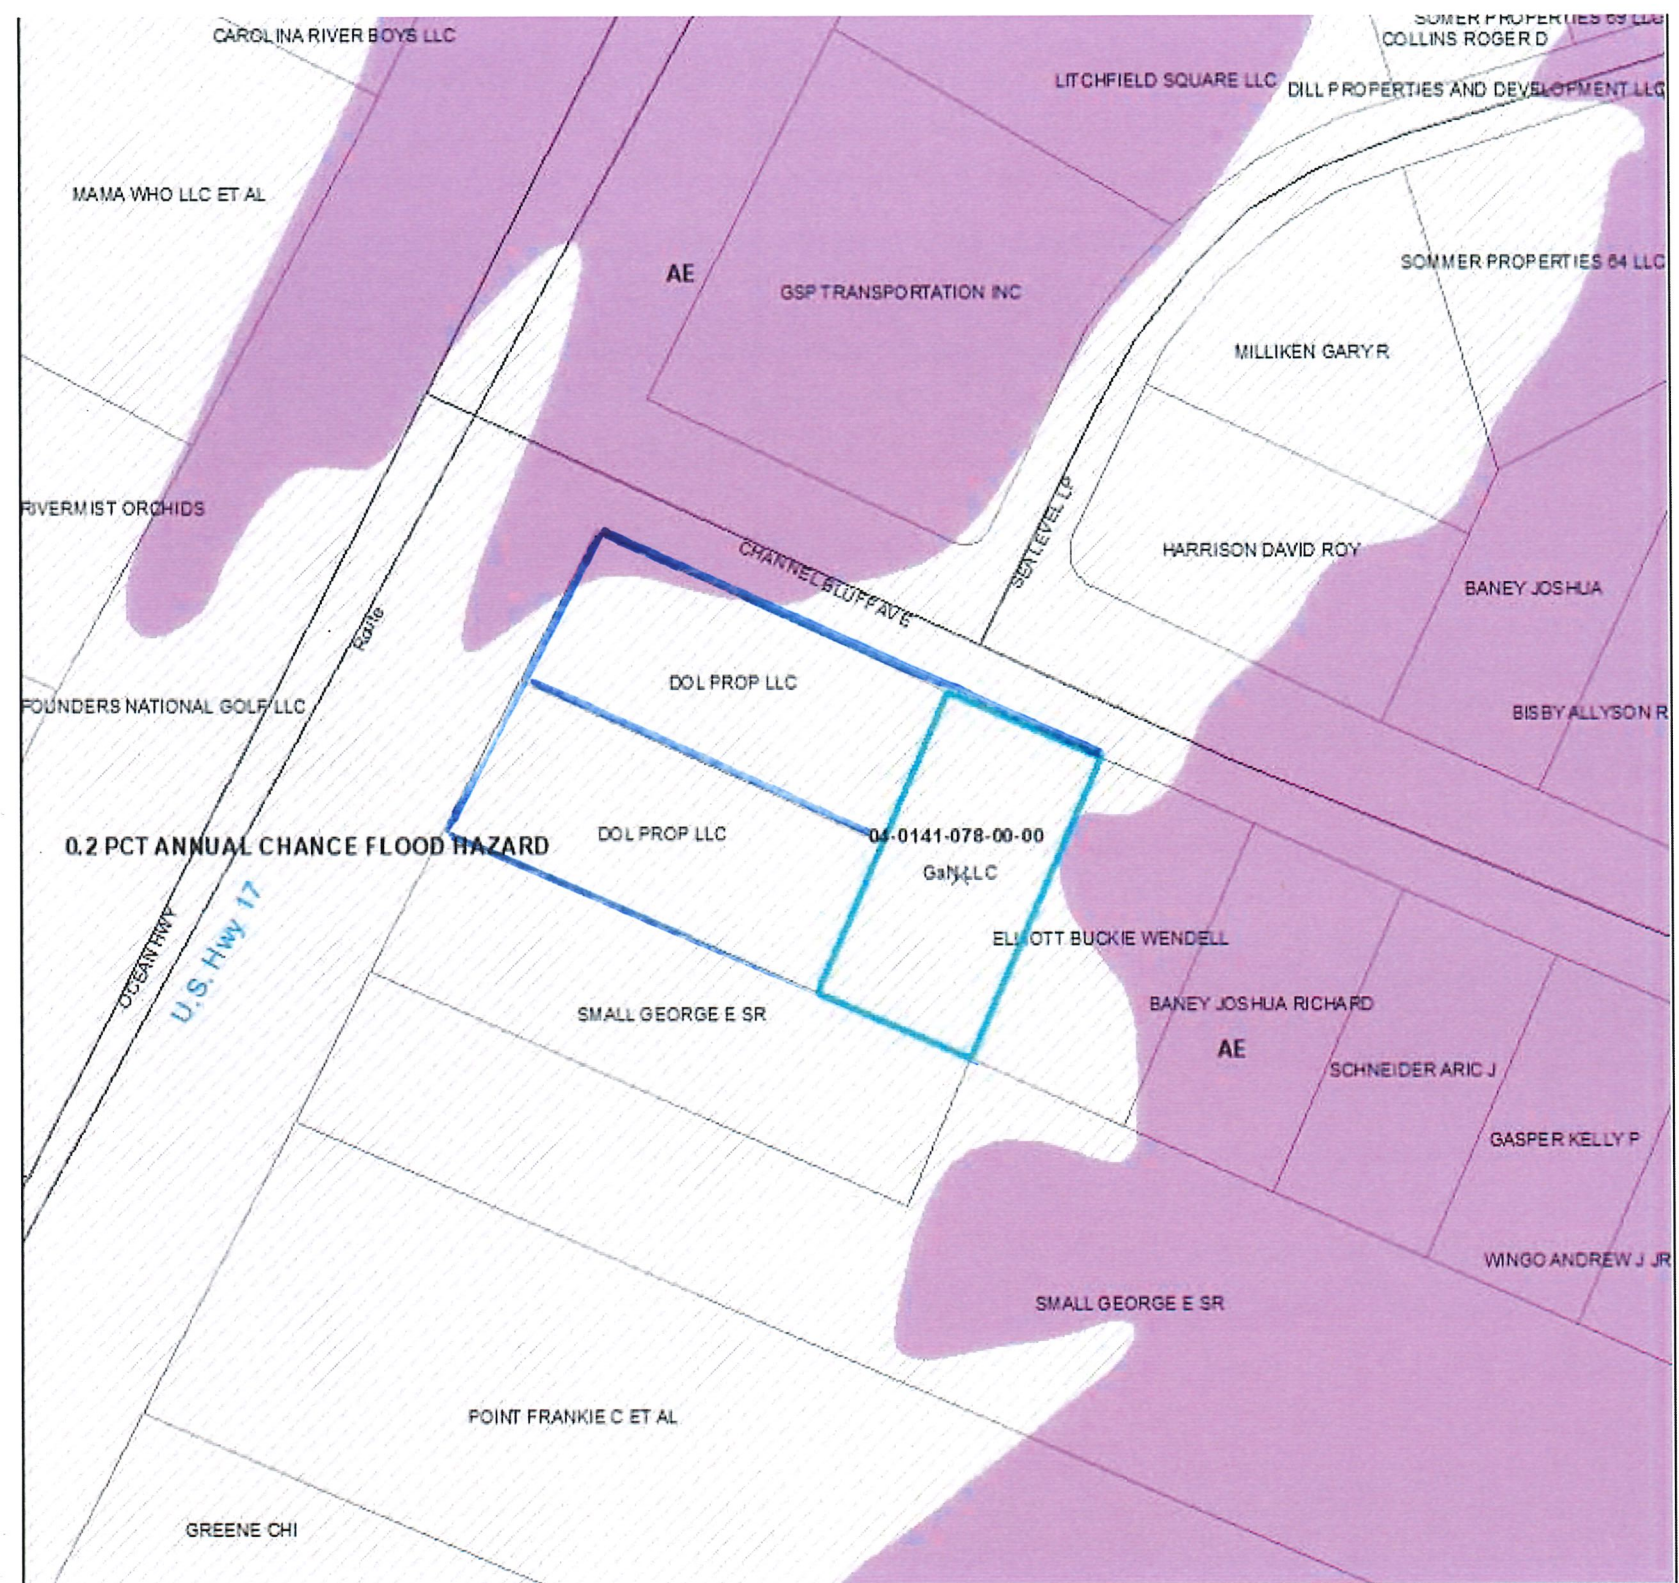 SOMER PROPERTIES 69 LLC
CAROLINA RIVER BOYS LLC
COLLINS ROGER D
LITCHFIELD SQUARE LLC
DILL PROPERTIES AND DEVELOPMENT LLC
MAMA WHO LLC ET AL
SOMMER PROPERTIES 64 LLC
AE
GSP TRANSPORTATION INC
MILLIKEN GARY R
RIVERMIST ORCHIDS
SEA LEVEL LP
CHANNEL BLUFF AVE
HARRISON DAVID ROY
BANEY JOSHUA
Route
DOL PROP LLC
FOUNDERS NATIONAL GOLF LLC
BISBY ALLYSON R
DOL PROP LLC
04-0141-078-00-00
0.2 PCT ANNUAL CHANCE FLOOD HAZARD
GaN LLC
OCEAN HWY
U.S. Hwy 17
ELLIOTT BUCKIE WENDELL
BANEY JOSHUA RICHARD
SMALL GEORGE E SR
AE
SCHNEIDER ARIC J
GASPER KELLY P
WINGO ANDREW J JR
SMALL GEORGE E SR
POINT FRANKIE C ET AL
GREENE CHI